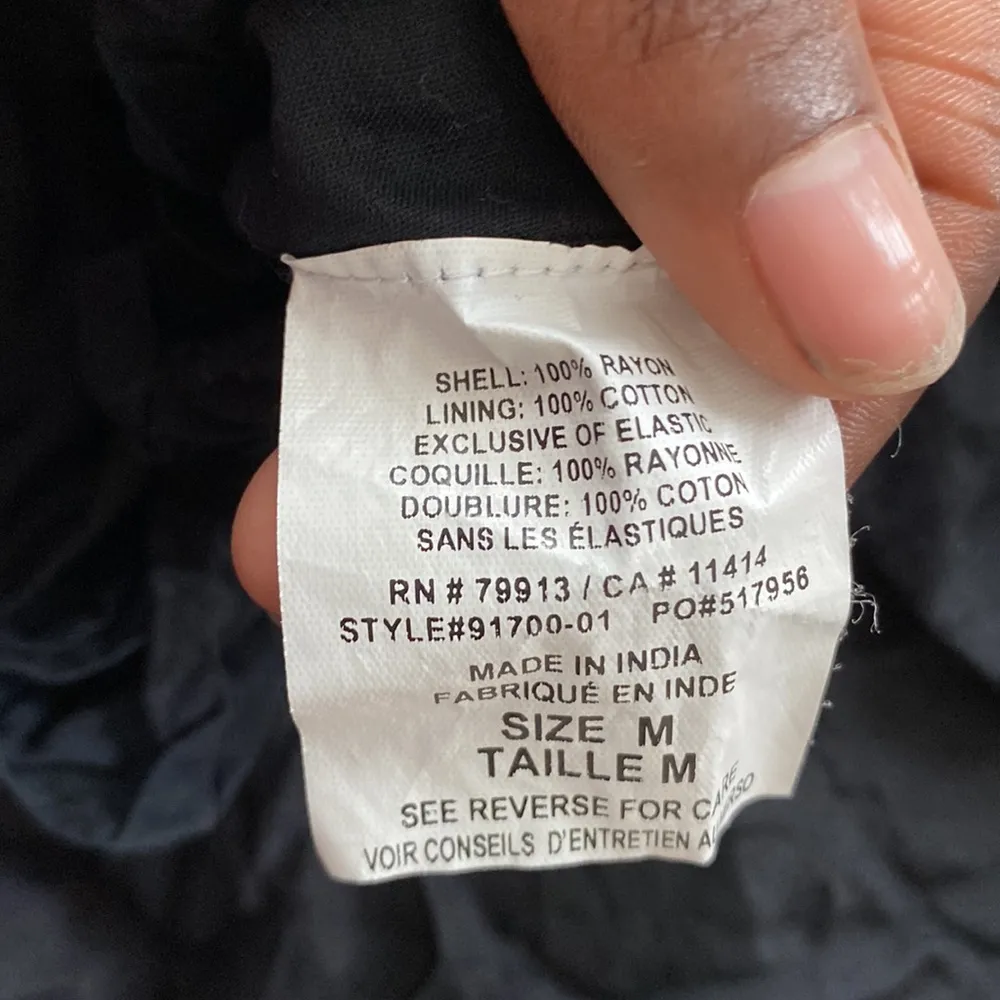 SHELL: 100% RAYON
LINING: 100% COTTON
EXCLUSIVE OF ELASTIC
COQUILLE: 100% RAYONNE
DOUBLURE: 100% COTON
SANS LES ÉLASTIQUES
RN # 79913 / CA # 11414
STYLE#91700-01 PO#517956
MADE IN INDIA
FABRIQUÉ EN INDE
SIZE M
TAILLE M
SEE REVERSE FOR CARE
VOIR CONSEILS D'ENTRETIEN